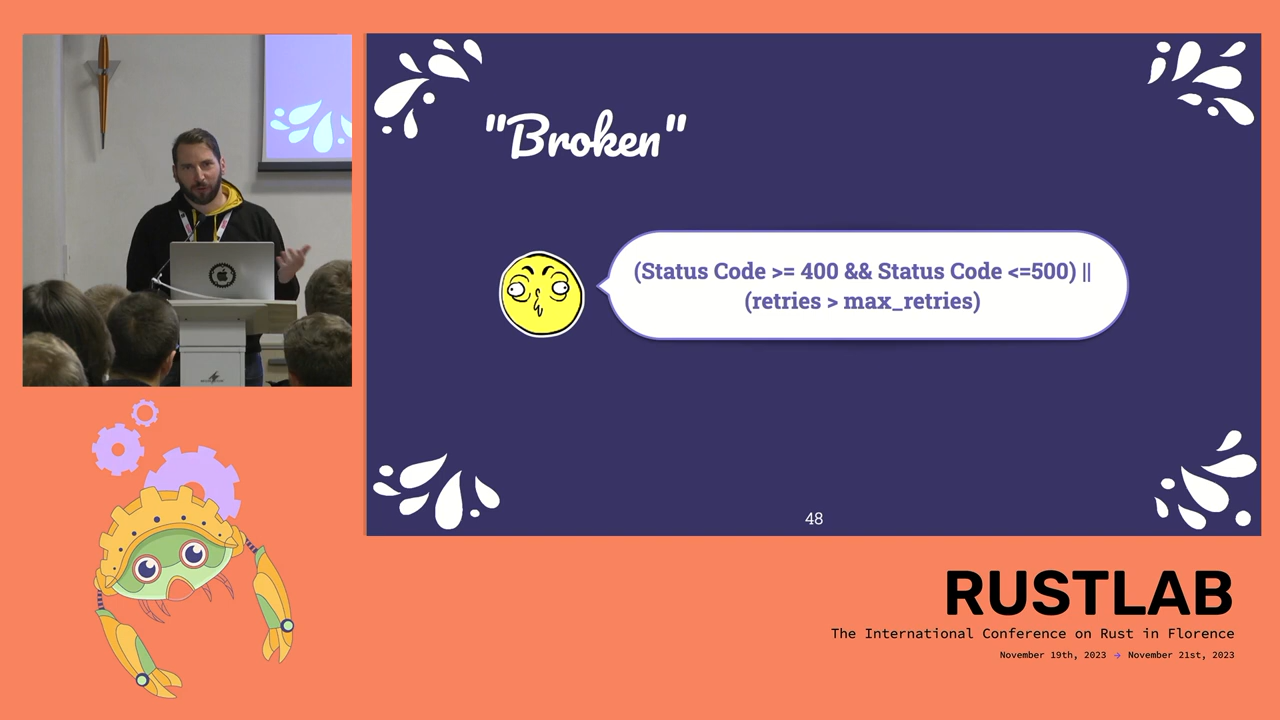 "Broken"
(Status Code >= 400 && Status Code <=500) ||
(retries > max_retries)
48
RUSTLAB
The International Conference on Rust in Florence
November 19th, 2023 → November 21st, 2023